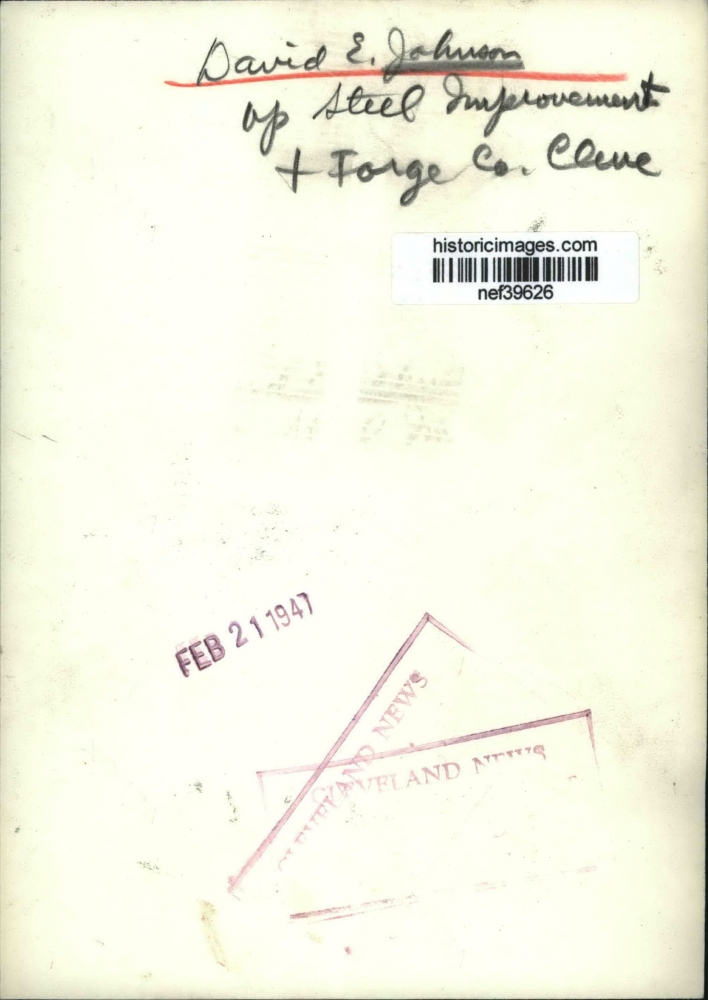 David E. Johnson
vp Steel Improvement
+ Forge Co. Cleve
historicimages.com
nef39626
FEB 21 1947
CLEVELAND NEWS
CLEVELAND NEWS